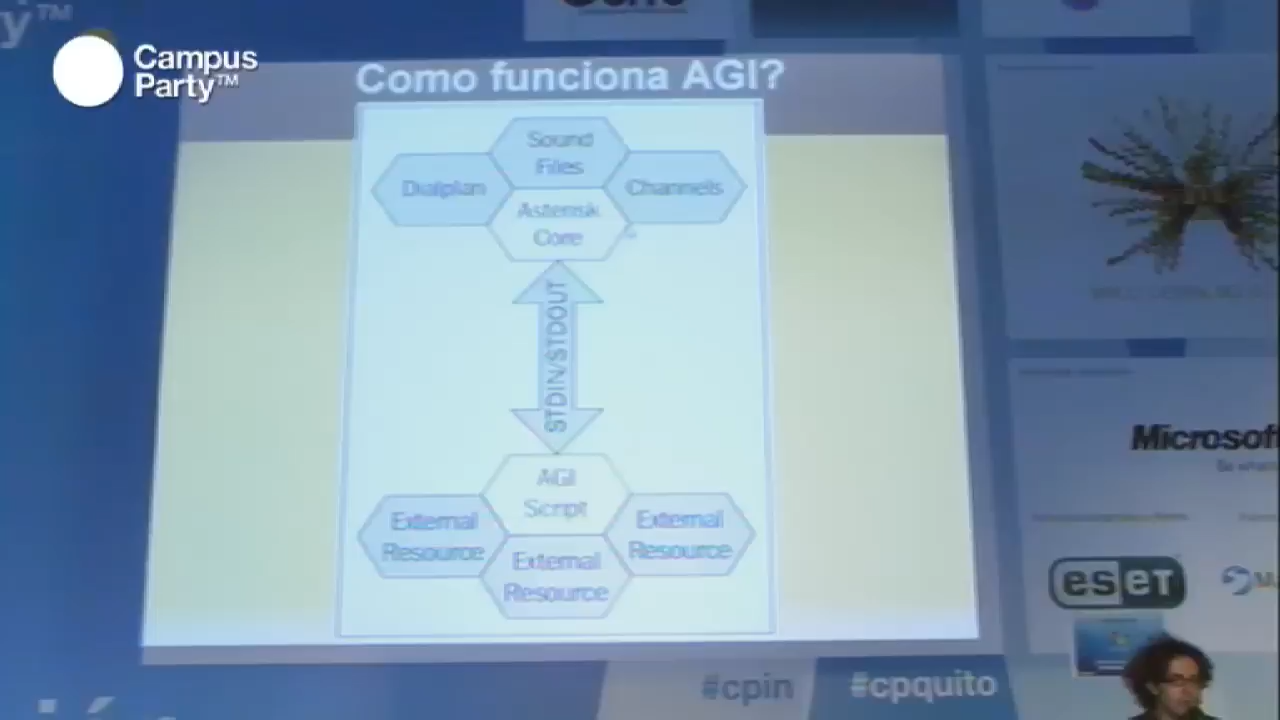 Campus
Party™
Como funciona AGI?
Sound
Files
Dialplan
Channels
Asterisk
Core
STDIN/STDOUT
AGI
Script
External
Resource
External
Resource
External
Resource
Microsoft
eseT
#cpin
#cpquito